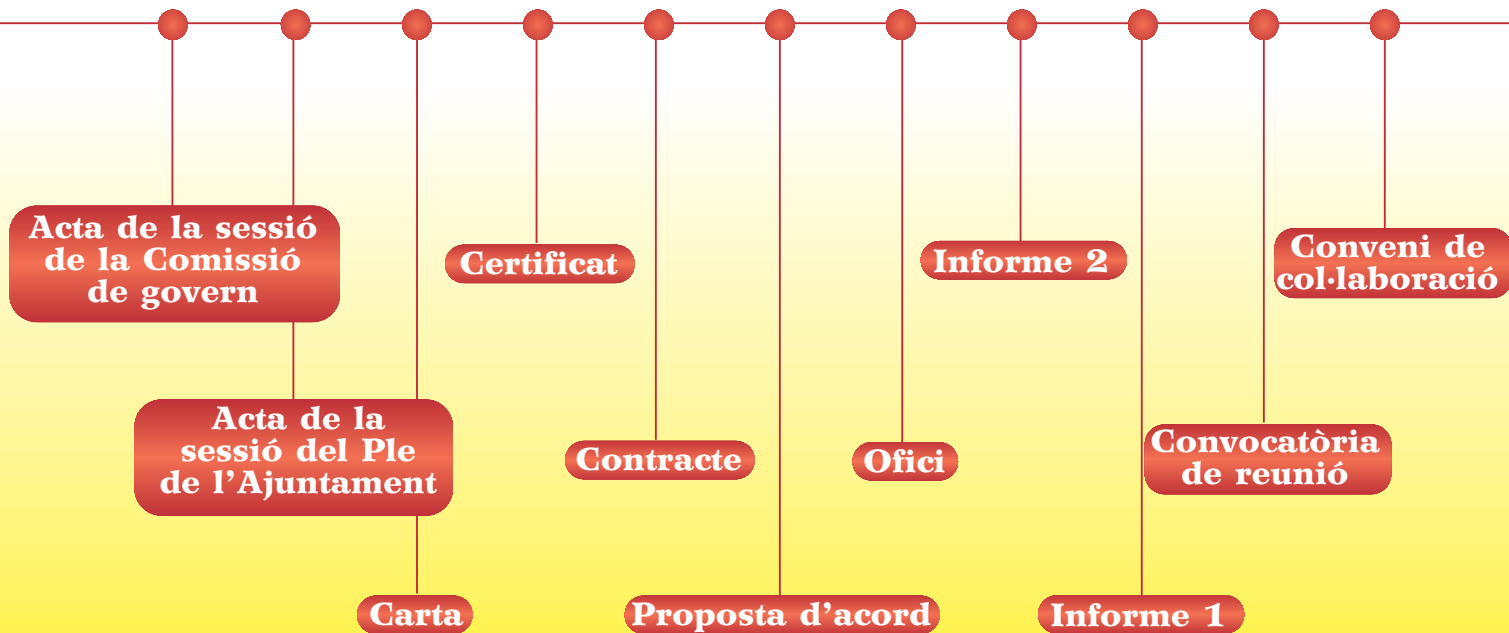 Acta de la sessió
de la Comissió
de govern
Acta de la
sessió del Ple
de l’Ajuntament
Carta
Certificat
Contracte
Proposta d’acord
Ofici
Informe 2
Informe 1
Convocatòria
de reunió
Conveni de
col·laboració